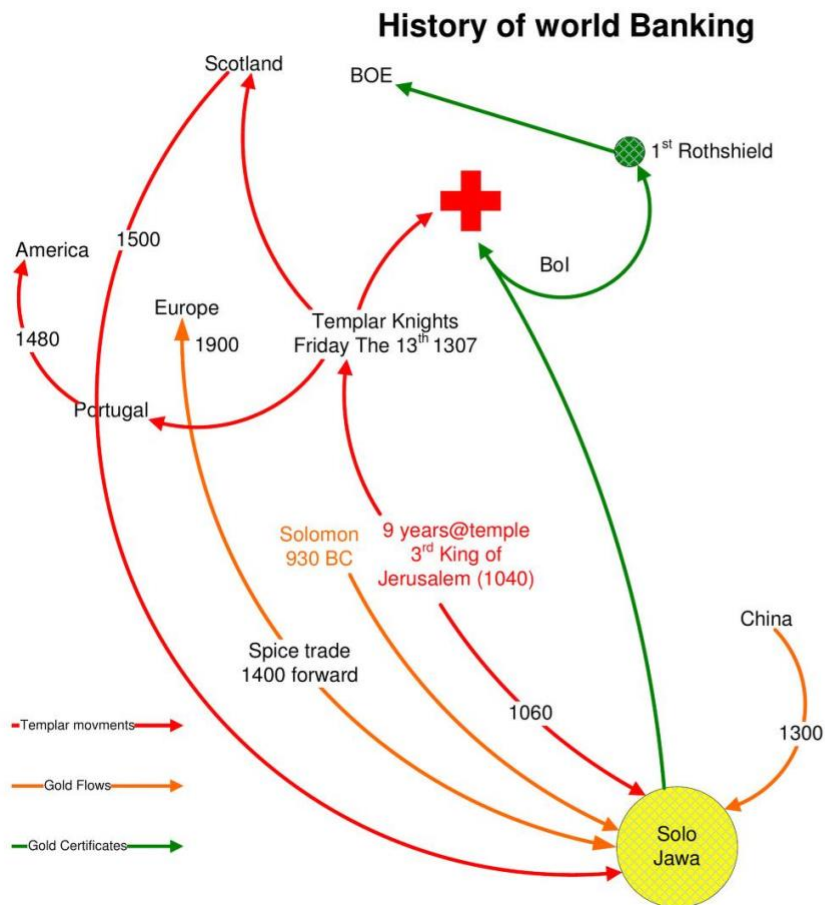 History of world Banking
Scotland
BOE
1st Rothshield
1500
America
BoI
Europe
1480
1900
Templar Knights
Friday The 13th 1307
Portugal
Solomon
930 BC
9 years@temple
3rd King of
Jerusalem (1040)
China
Spice trade
1400 forward
1060
1300
Templar movments
Gold Flows
Gold Certificates
Solo
Jawa